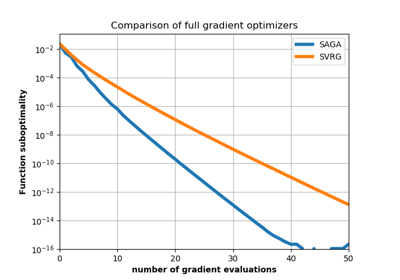 Comparison of full gradient optimizers
SAGA
SVRG
Function suboptimality
10⁻²
10⁻⁴
10⁻⁶
10⁻⁸
10⁻¹⁰
10⁻¹²
10⁻¹⁴
10⁻¹⁶
0 10 20 30 40 50
number of gradient evaluations